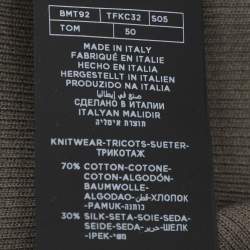 BMT92 TFKC32 S05
TOM 50
MADE IN ITALY
FABRIQUÉ EN ITALIE
HECHO EN ITALIA
HERGESTELLT IN ITALIEN
PRODUZIDO NA ITALIA
صنع في إيطاليا
СДЕЛАНО В ИТАЛИИ
ITALYAN MALIDIR
תוצרת איטליה
KNITWEAR-TRICOTS-SUETER-
ТРИКОТАЖ
70% COTTON-COTONE-
COTON-ALGODÓN-
BAUMWOLLE-
ALGODAO-قطن-ХЛОПОК
-PAMUK-כותנה
30% SILK-SETA-SOIE-SEDA-
SEIDE-SEDA-حرير-ШЕЛК
-IPEK-משי